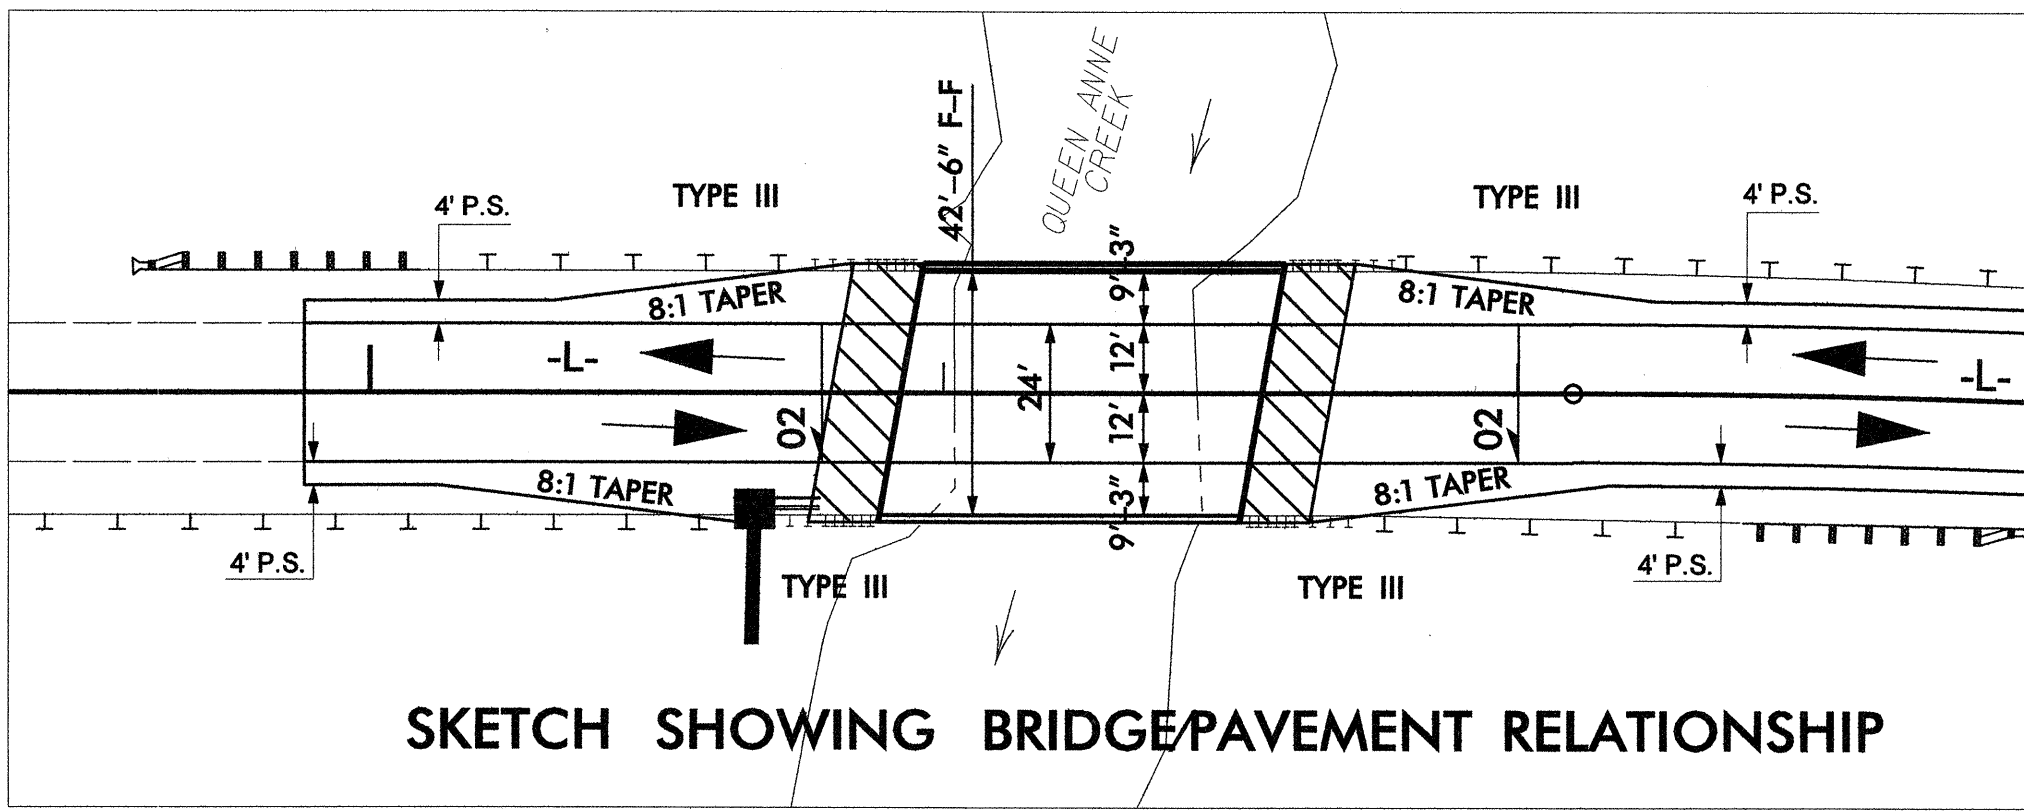 QUEEN ANNE
CREEK
42'-6" F-F
TYPE III
TYPE III
4' P.S.
4' P.S.
9'-3"
8:1 TAPER
8:1 TAPER
-L-
12'
24'
-L-
02
12'
02
8:1 TAPER
8:1 TAPER
9'-3"
4' P.S.
4' P.S.
TYPE III
TYPE III
SKETCH SHOWING BRIDGE/PAVEMENT RELATIONSHIP